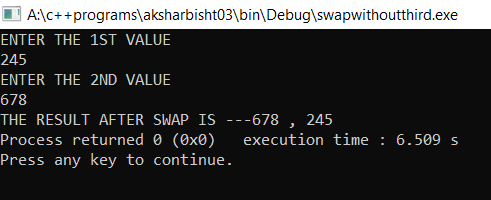 A:\c++programs\aksharbisht03\bin\Debug\swapwithoutthird.exe
ENTER THE 1ST VALUE
245
ENTER THE 2ND VALUE
678
THE RESULT AFTER SWAP IS ---678 , 245
Process returned 0 (0x0)   execution time : 6.509 s
Press any key to continue.